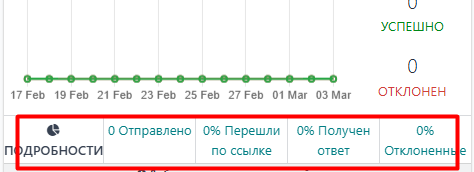 0
УСПЕШНО
0
ОТКЛОНЕН
17 Feb 19 Feb 21 Feb 23 Feb 25 Feb 27 Feb 01 Mar 03 Mar
ПОДРОБНОСТИ
0 Отправлено
0% Перешли
по ссылке
0% Получен
ответ
0%
Отклоненные